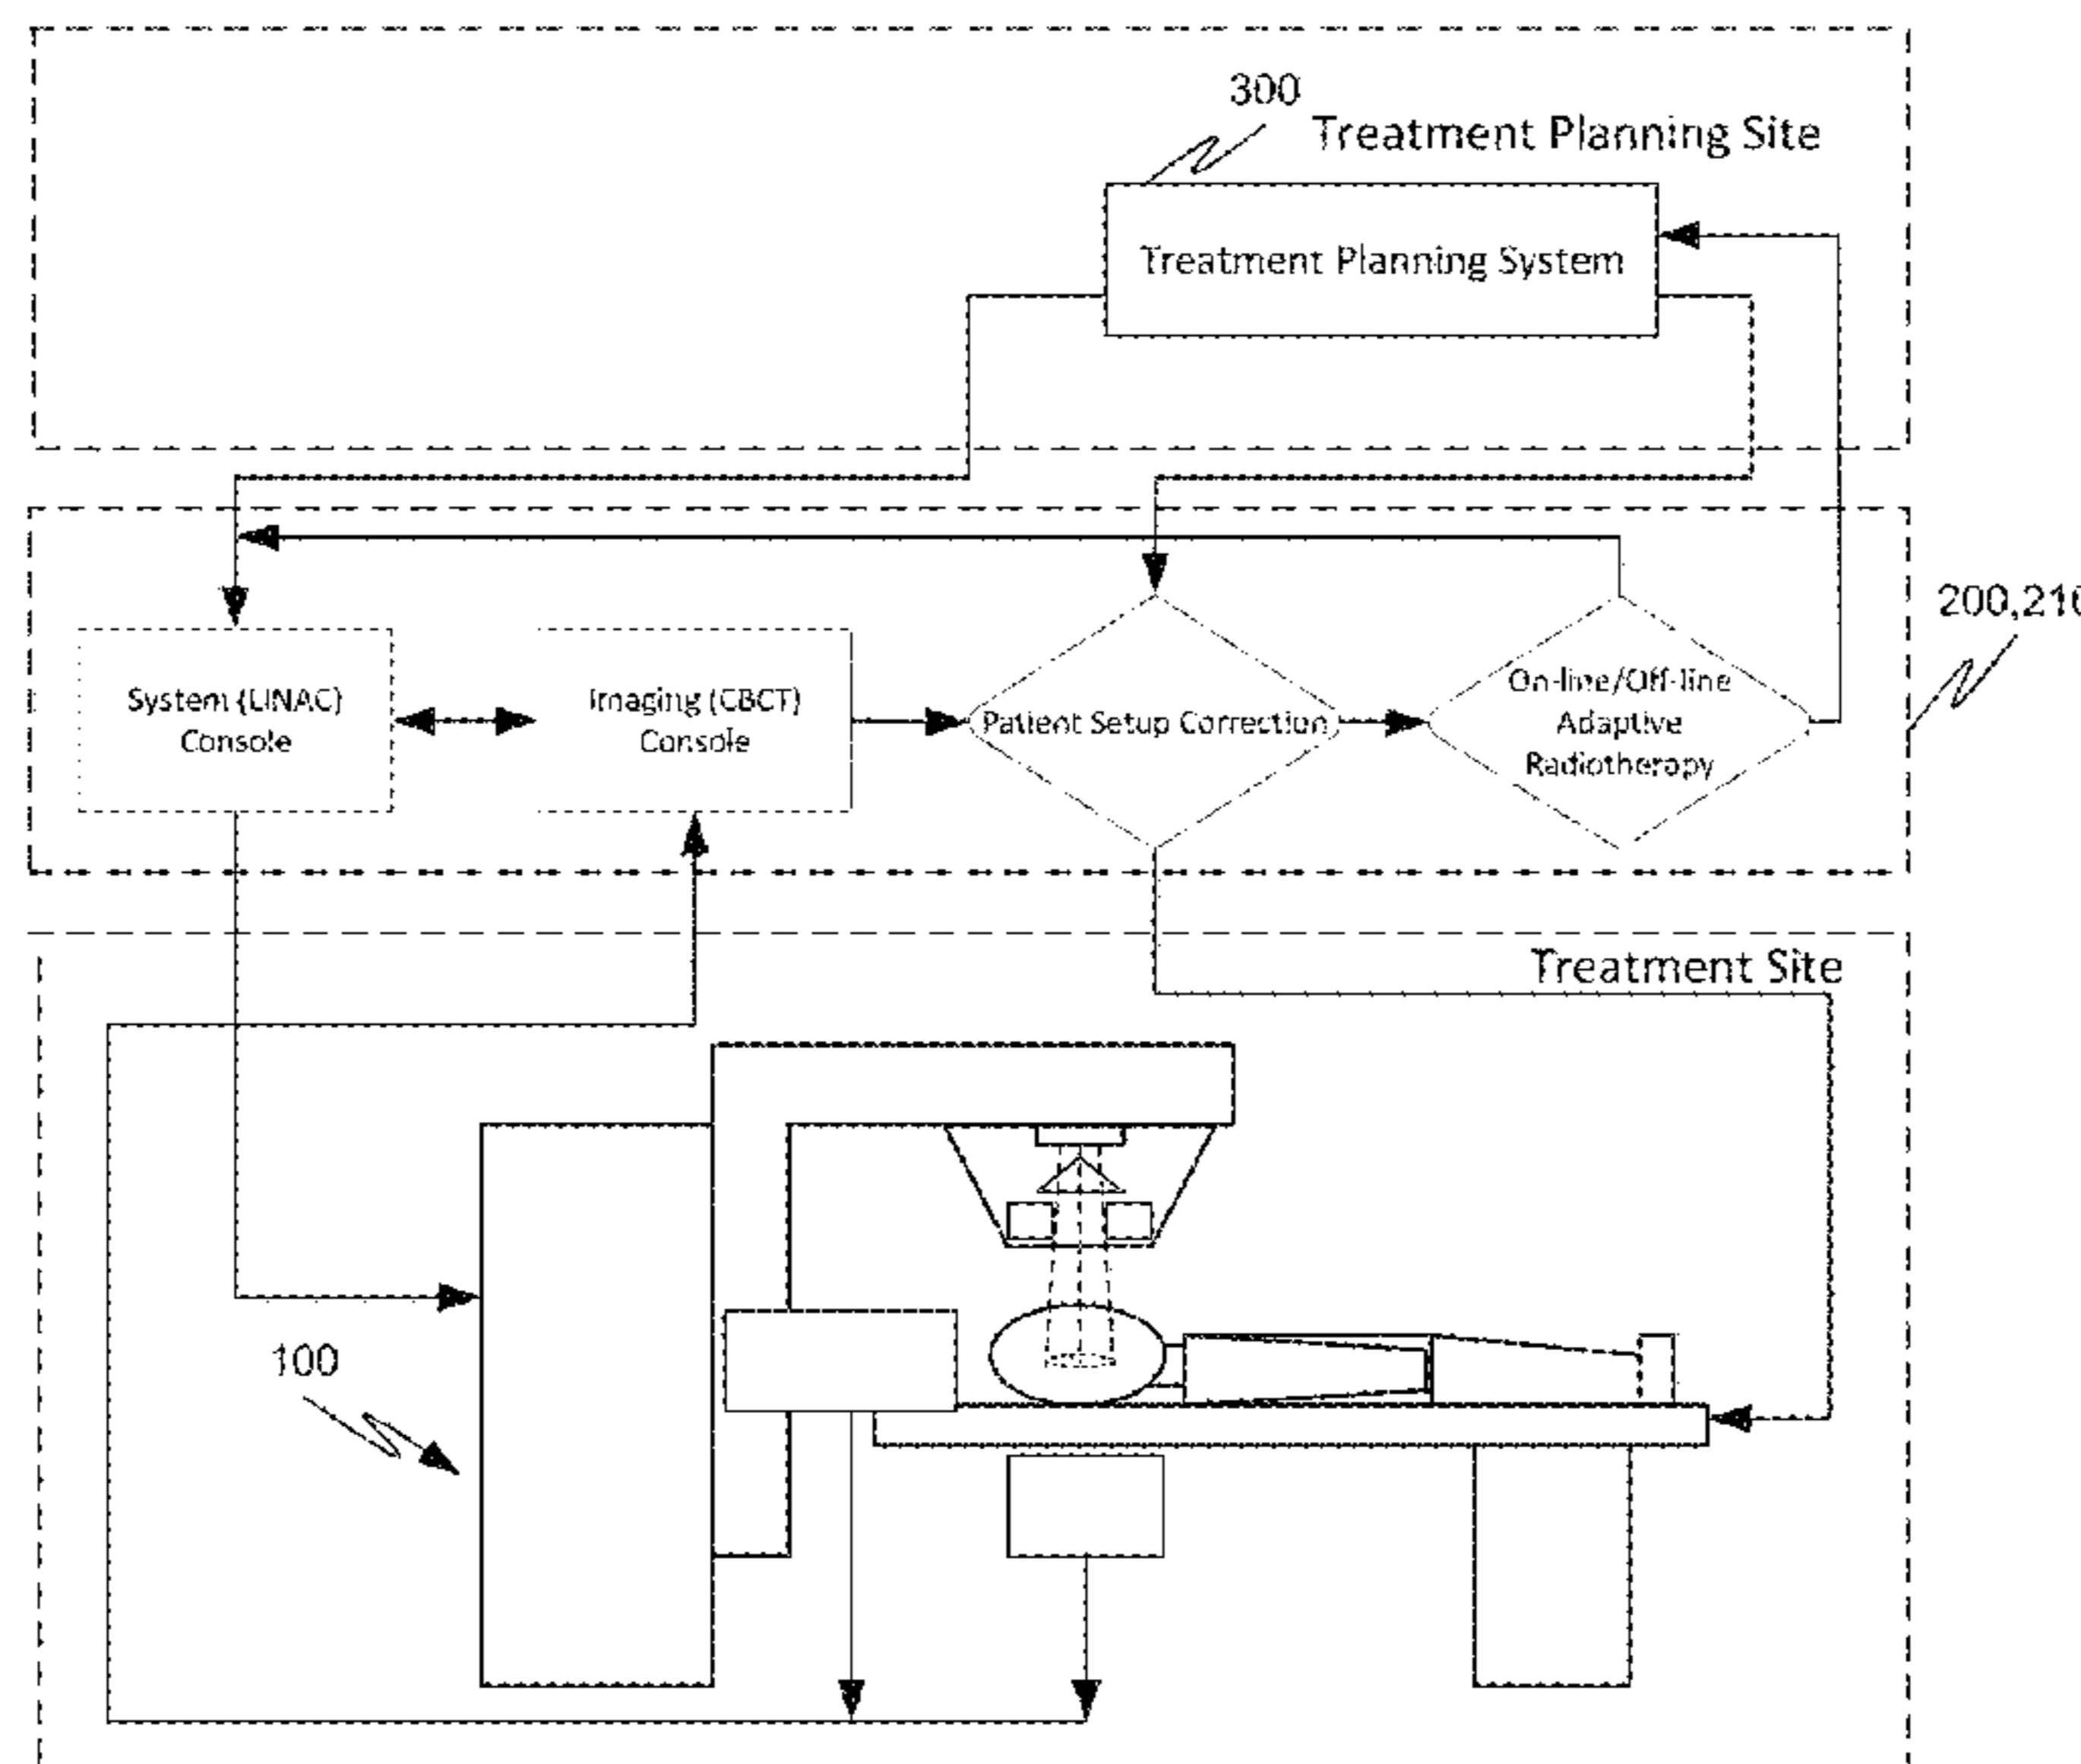 300
Treatment Planning Site
Treatment Planning System
200,210
System (LINAC)
Console
Imaging (CBCT)
Console
Patient Setup Correction
On-line/Off-line
Adaptive
Radiotherapy
Treatment Site
100